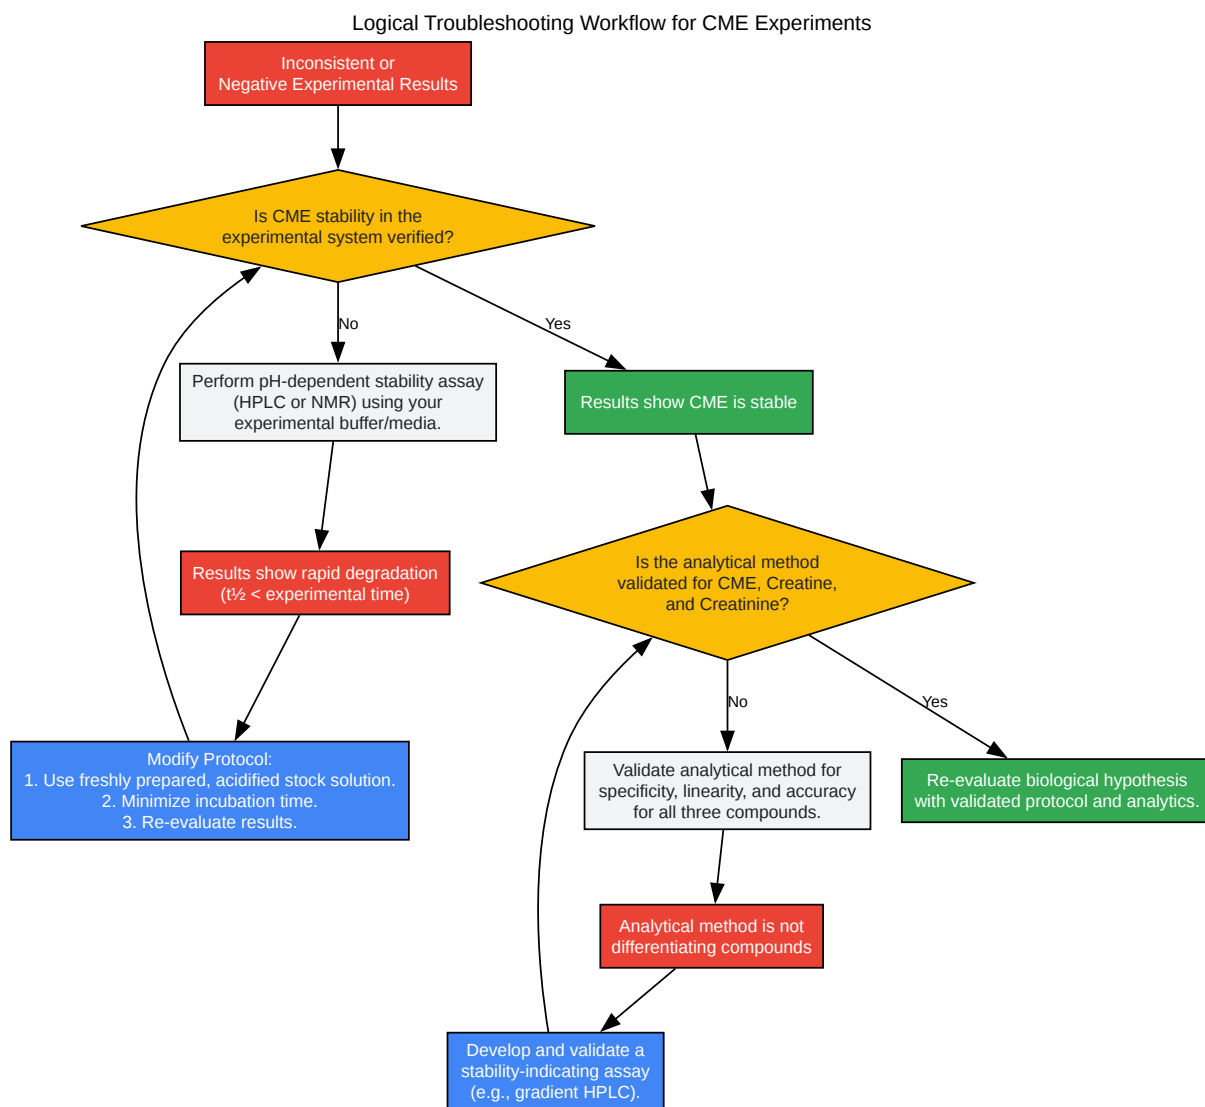 Logical Troubleshooting Workflow for CME Experiments
Inconsistent or
Negative Experimental Results
Is CME stability in the
experimental system verified?
No
Yes
Perform pH-dependent stability assay
(HPLC or NMR) using your
experimental buffer/media.
Results show CME is stable
Results show rapid degradation
(t½ < experimental time)
Is the analytical method
validated for CME, Creatine,
and Creatinine?
No
Yes
Modify Protocol:
1. Use freshly prepared, acidified stock solution.
2. Minimize incubation time.
3. Re-evaluate results.
Validate analytical method for
specificity, linearity, and accuracy
for all three compounds.
Re-evaluate biological hypothesis
with validated protocol and analytics.
Analytical method is not
differentiating compounds
Develop and validate a
stability-indicating assay
(e.g., gradient HPLC).